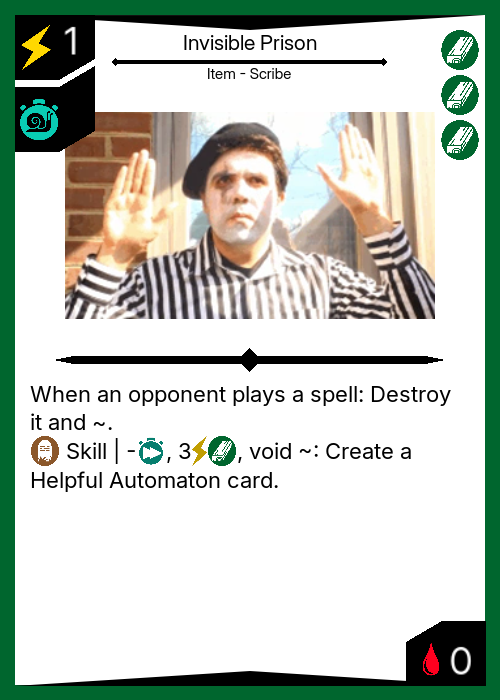 1
Invisible Prison
Item - Scribe
When an opponent plays a spell: Destroy
it and ~.
Skill | - , 3 , void ~: Create a
Helpful Automaton card.
0